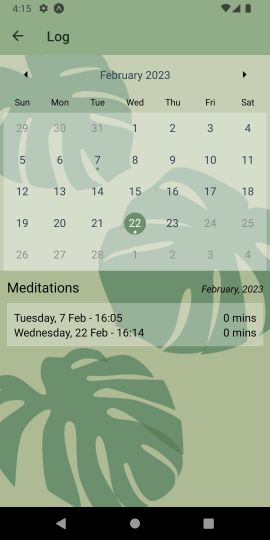 4:15
Log
February 2023
Sun Mon Tue Wed Thu Fri Sat
29 30 31 1 2 3 4
5 6 7 8 9 10 11
12 13 14 15 16 17 18
19 20 21 22 23 24 25
26 27 28 1 2 3 4
Meditations February, 2023
Tuesday, 7 Feb - 16:05 0 mins
Wednesday, 22 Feb - 16:14 0 mins